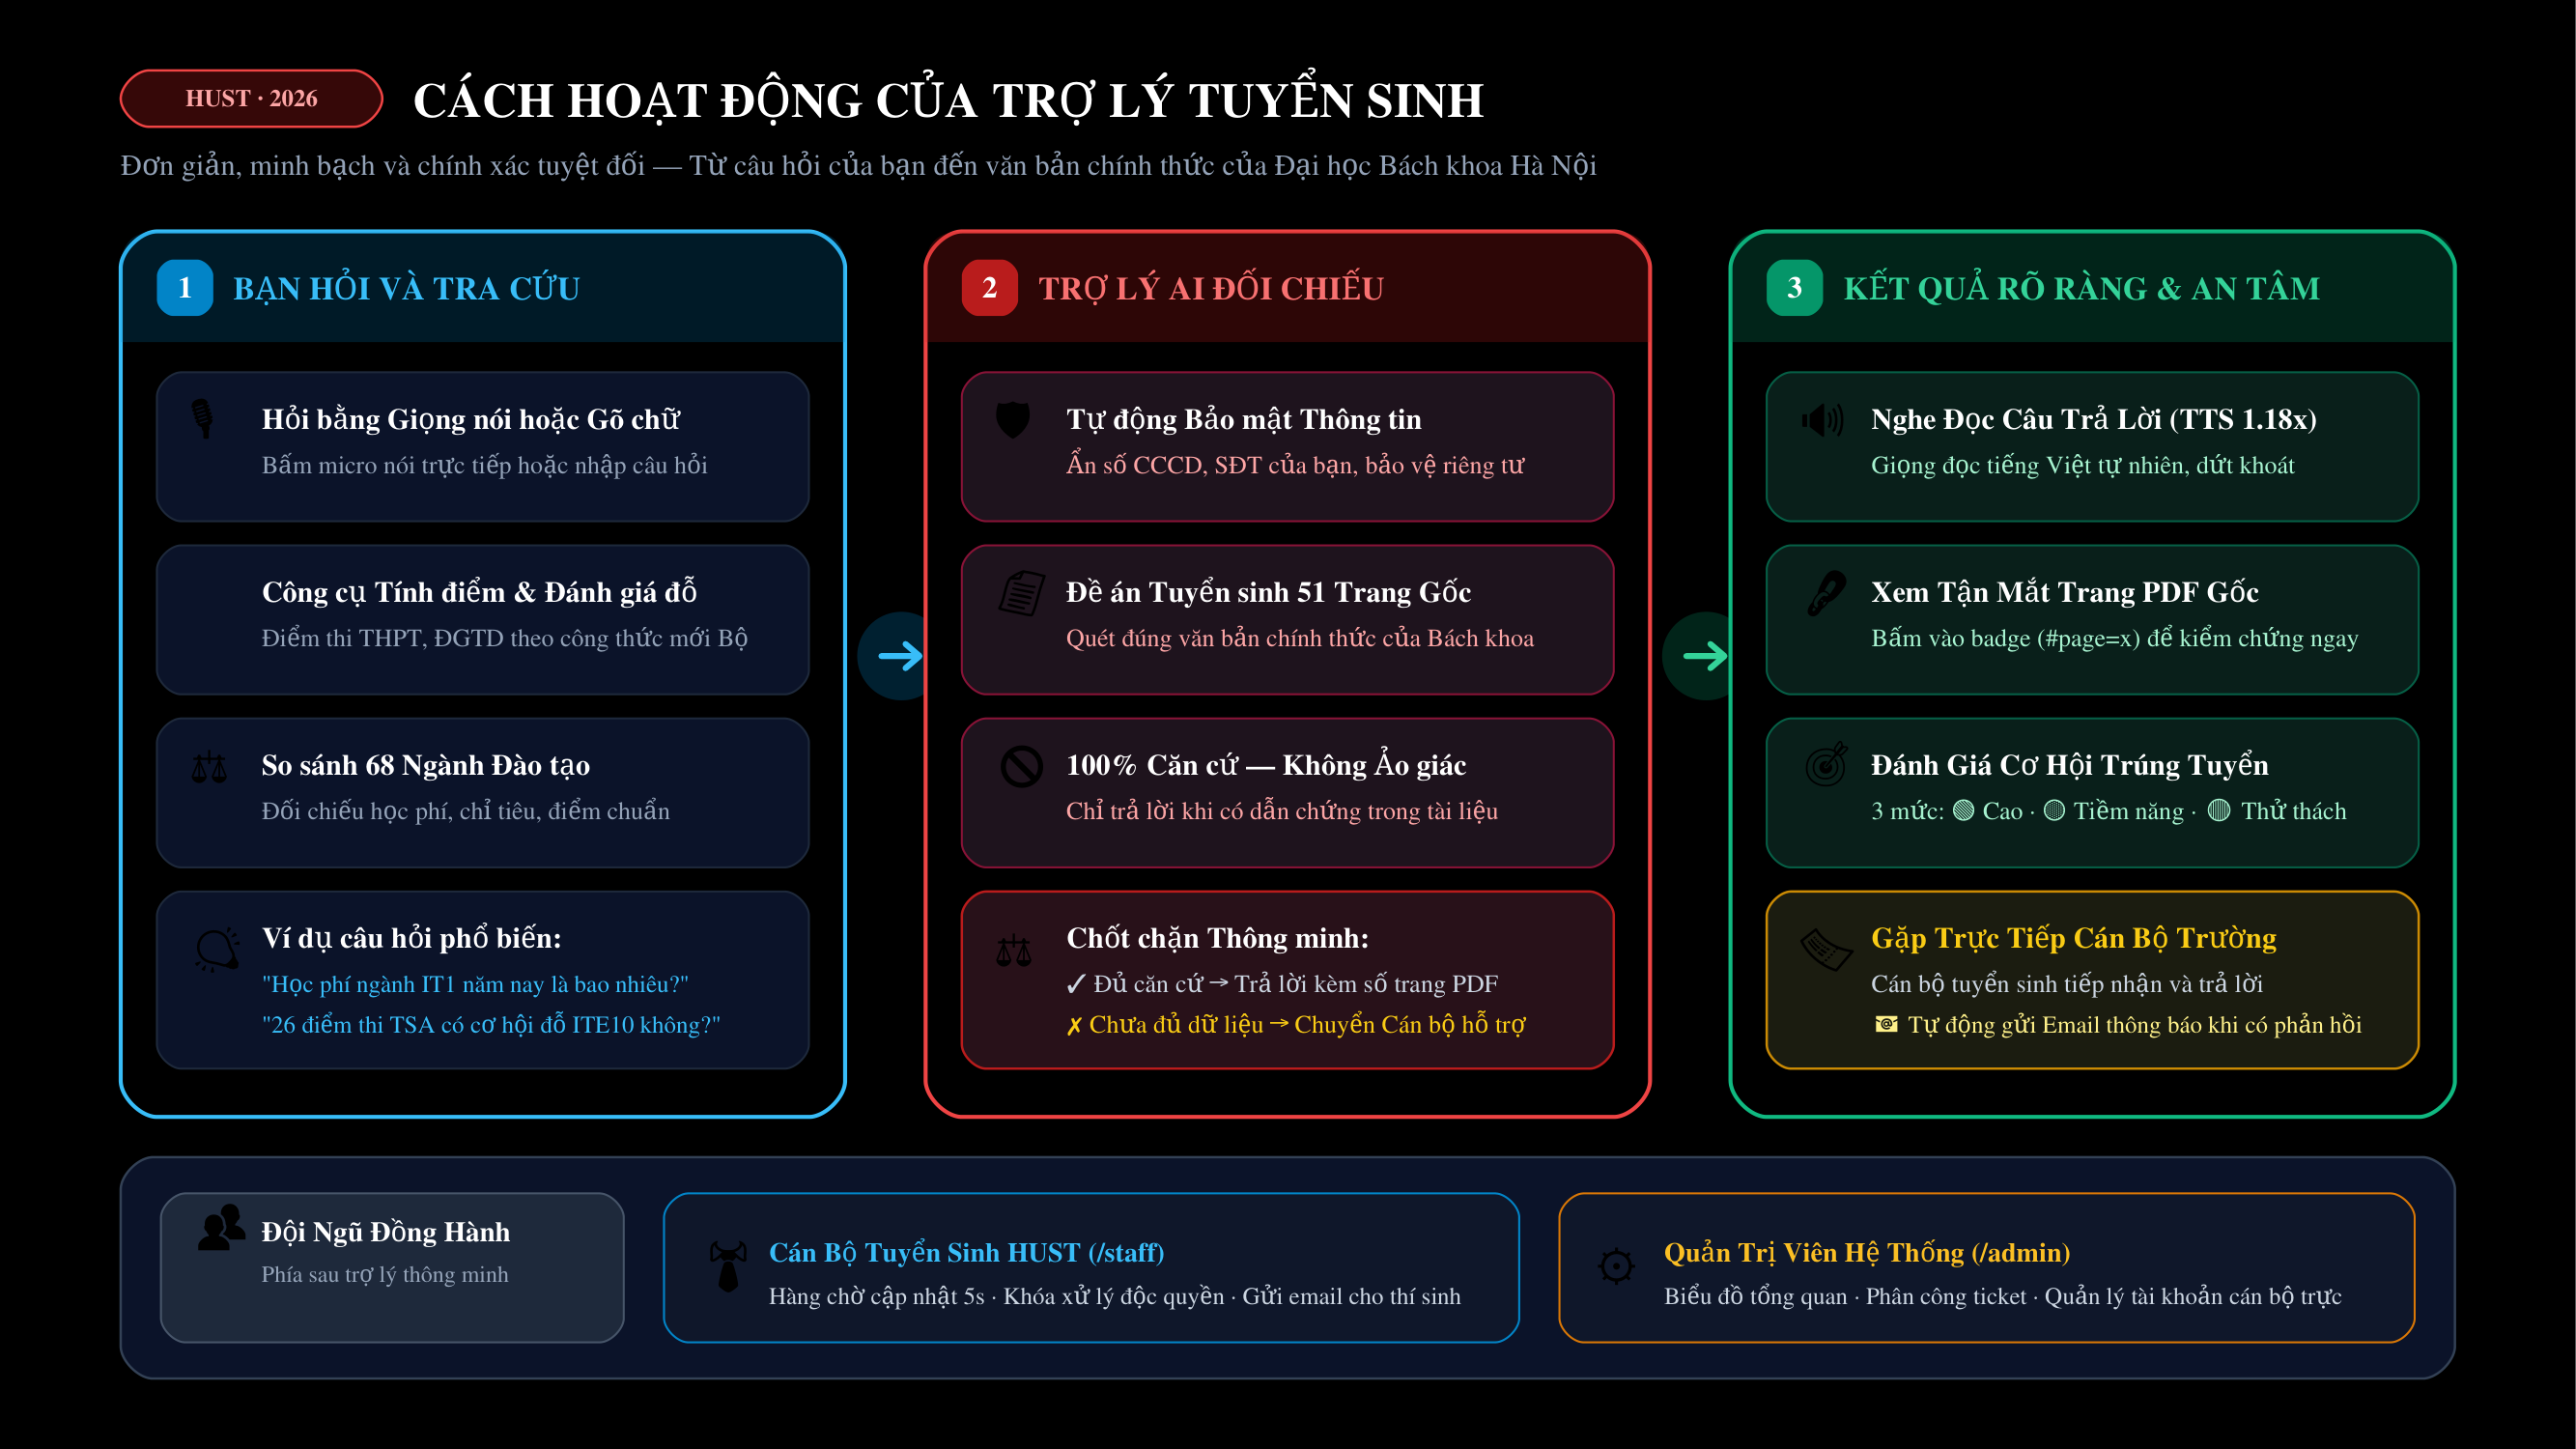 HUST · 2026
CÁCH HOẠT ĐỘNG CỦA TRỢ LÝ TUYỂN SINH
Đơn giản, minh bạch và chính xác tuyệt đối — Từ câu hỏi của bạn đến văn bản chính thức của Đại học Bách khoa Hà Nội
1 BẠN HỎI VÀ TRA CỨU
Hỏi bằng Giọng nói hoặc Gõ chữ
Bấm micro nói trực tiếp hoặc nhập câu hỏi
Công cụ Tính điểm & Đánh giá đỗ
Điểm thi THPT, ĐGTD theo công thức mới Bộ
So sánh 68 Ngành Đào tạo
Đối chiếu học phí, chỉ tiêu, điểm chuẩn
Ví dụ câu hỏi phổ biến:
"Học phí ngành IT1 năm nay là bao nhiêu?"
"26 điểm thi TSA có cơ hội đỗ ITE10 không?"
2 TRỢ LÝ AI ĐỐI CHIẾU
Tự động Bảo mật Thông tin
Ẩn số CCCD, SĐT của bạn, bảo vệ riêng tư
Đề án Tuyển sinh 51 Trang Gốc
Quét đúng văn bản chính thức của Bách khoa
100% Căn cứ — Không Ảo giác
Chỉ trả lời khi có dẫn chứng trong tài liệu
Chốt chặn Thông minh:
✓ Đủ căn cứ → Trả lời kèm số trang PDF
✗ Chưa đủ dữ liệu → Chuyển Cán bộ hỗ trợ
3 KẾT QUẢ RÕ RÀNG & AN TÂM
Nghe Đọc Câu Trả Lời (TTS 1.18x)
Giọng đọc tiếng Việt tự nhiên, dứt khoát
Xem Tận Mắt Trang PDF Gốc
Bấm vào badge (#page=x) để kiểm chứng ngay
Đánh Giá Cơ Hội Trúng Tuyển
3 mức: Cao · Tiềm năng · Thử thách
Gặp Trực Tiếp Cán Bộ Trường
Cán bộ tuyển sinh tiếp nhận và trả lời
Tự động gửi Email thông báo khi có phản hồi
Đội Ngũ Đồng Hành
Phía sau trợ lý thông minh
Cán Bộ Tuyển Sinh HUST (/staff)
Hàng chờ cập nhật 5s · Khóa xử lý độc quyền · Gửi email cho thí sinh
Quản Trị Viên Hệ Thống (/admin)
Biểu đồ tổng quan · Phân công ticket · Quản lý tài khoản cán bộ trực